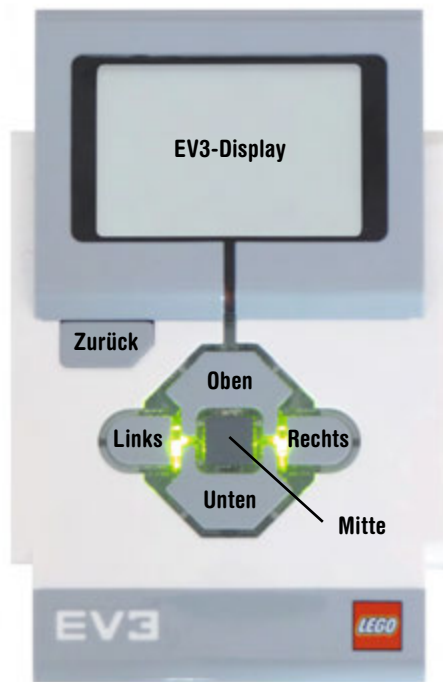 EV3-Display
Zurück
Oben
Links
Rechts
Unten
Mitte
EV3
LEGO